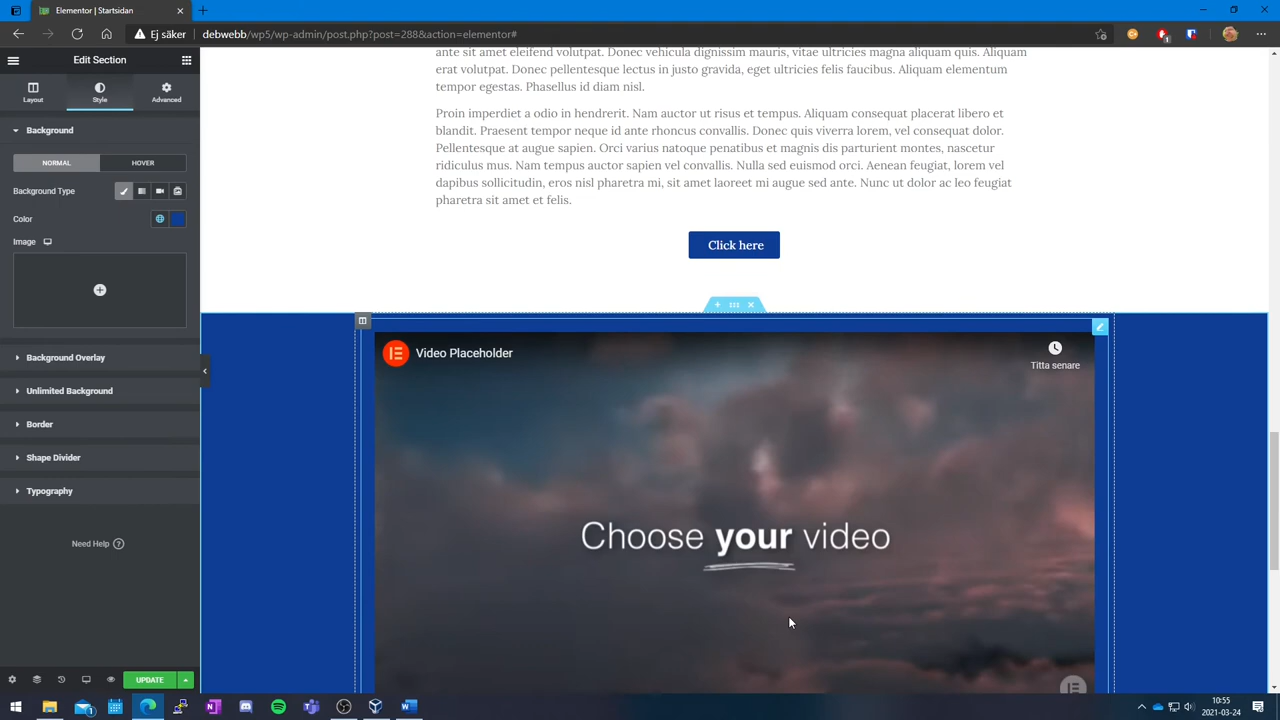 Elementor | Startsidan
Ej säker
debwebb/wp5/wp-admin/post.php?post=288&action=elementor#
1
Edit Section
Layout
Style
Advanced
Background
NORMAL
HOVER
Background Type
Color
Image
Background Overlay
Unlimited Background
Border
Shape Divider
Typography
Need Help
UPDATE
ante sit amet eleifend volutpat. Donec vehicula dignissim mauris, vitae ultricies magna aliquam quis. Aliquam
erat volutpat. Donec pellentesque lectus in justo gravida, eget ultricies felis faucibus. Aliquam elementum
tempor egestas. Phasellus id diam nisl.
Proin imperdiet a odio in hendrerit. Nam auctor ut risus et tempus. Aliquam consequat placerat libero et
blandit. Praesent tempor neque id ante rhoncus convallis. Donec quis viverra lorem, vel consequat dolor.
Pellentesque at augue sapien. Orci varius natoque penatibus et magnis dis parturient montes, nascetur
ridiculus mus. Nam tempus auctor sapien vel convallis. Nulla sed euismod orci. Aenean feugiat, lorem vel
dapibus sollicitudin, eros nisl pharetra mi, sit amet laoreet mi augue sed ante. Nunc ut dolor ac leo feugiat
pharetra sit amet et felis.
Click here
Video Placeholder
Titta senare
Choose your video
10:55
2021-03-24